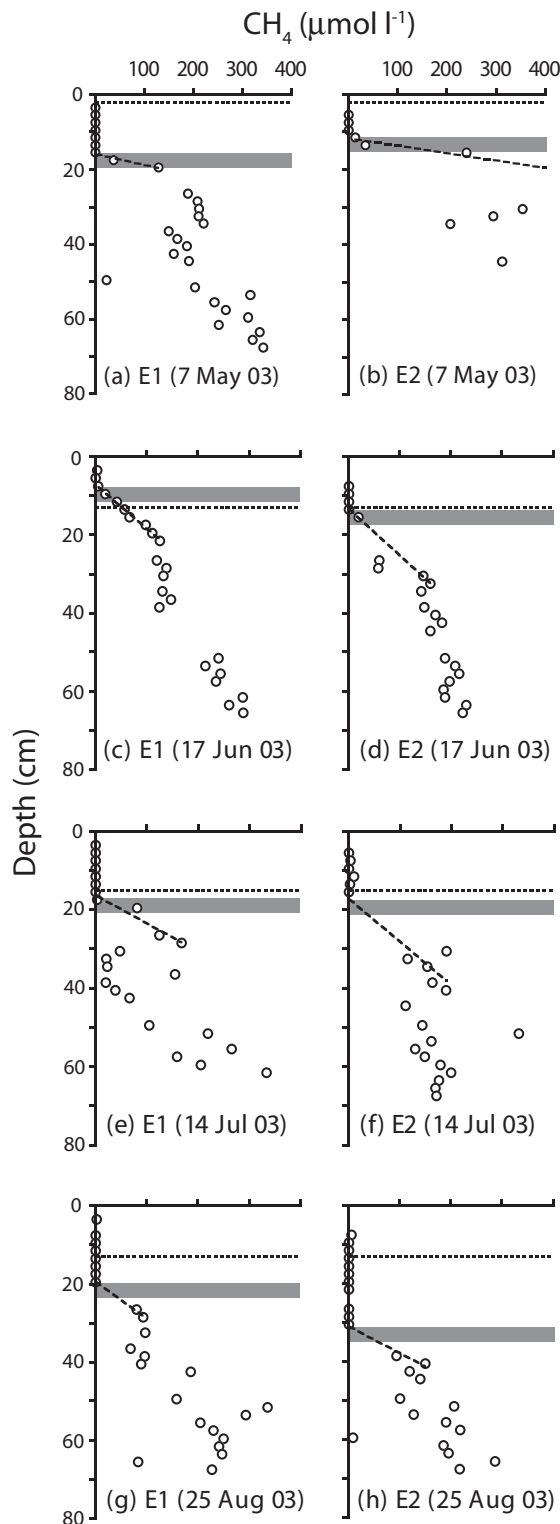 CH4 (μmol l-1)
100 200 300 400 100 200 300 400
0
20
40
60
80
(a) E1 (7 May 03)
(b) E2 (7 May 03)
0
20
40
60
80
(c) E1 (17 Jun 03)
(d) E2 (17 Jun 03)
Depth (cm)
0
20
40
60
80
(e) E1 (14 Jul 03)
(f) E2 (14 Jul 03)
0
20
40
60
80
(g) E1 (25 Aug 03)
(h) E2 (25 Aug 03)